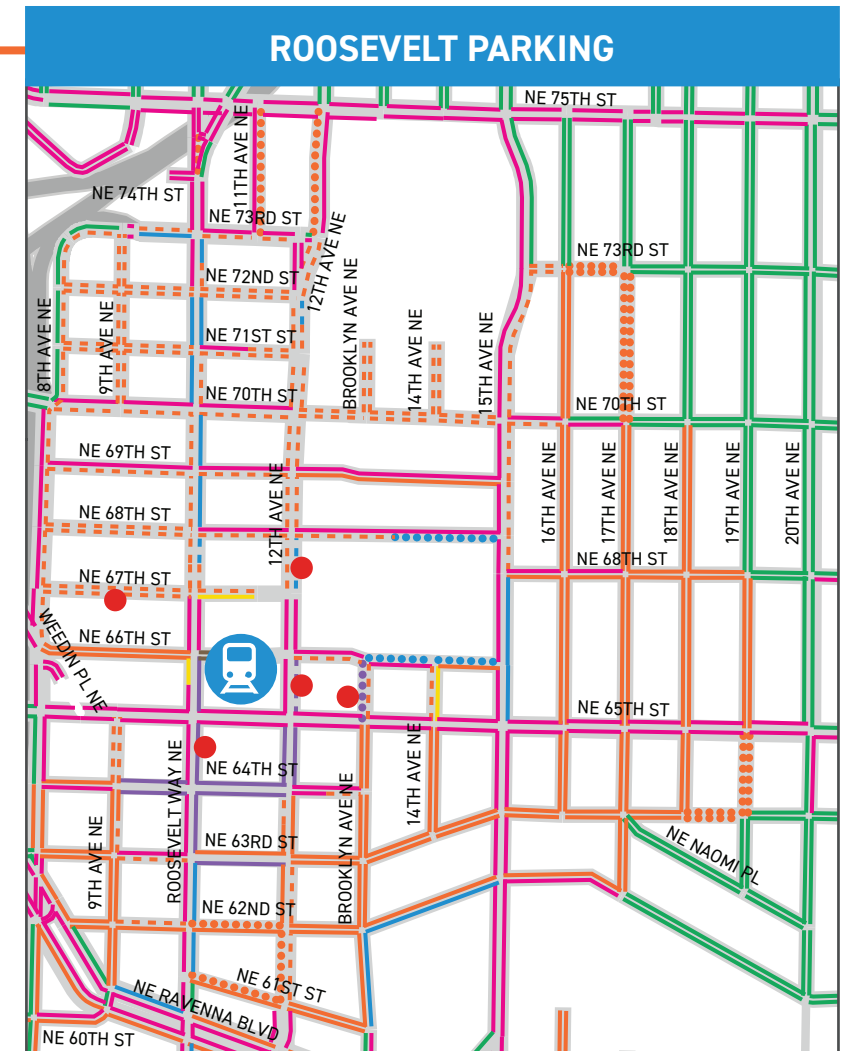 ROOSEVELT PARKING
NE 75TH ST
11TH AVE NE
NE 74TH ST
NE 73RD ST
12TH AVE NE
NE 73RD ST
NE 72ND ST
8TH AVE NE
9TH AVE NE
BROOKLYN AVE NE
14TH AVE NE
15TH AVE NE
NE 71ST ST
NE 70TH ST
NE 70TH ST
NE 69TH ST
12TH AVE NE
16TH AVE NE
17TH AVE NE
18TH AVE NE
19TH AVE NE
20TH AVE NE
NE 68TH ST
NE 68TH ST
NE 67TH ST
WEEDIN PL NE
NE 66TH ST
NE 65TH ST
ROOSEVELT WAY NE
14TH AVE NE
NE 64TH ST
BROOKLYN AVE NE
9TH AVE NE
NE 63RD ST
NE NAOMI PL
NE 62ND ST
NE 61ST ST
NE RAVENNA BLVD
NE 60TH ST